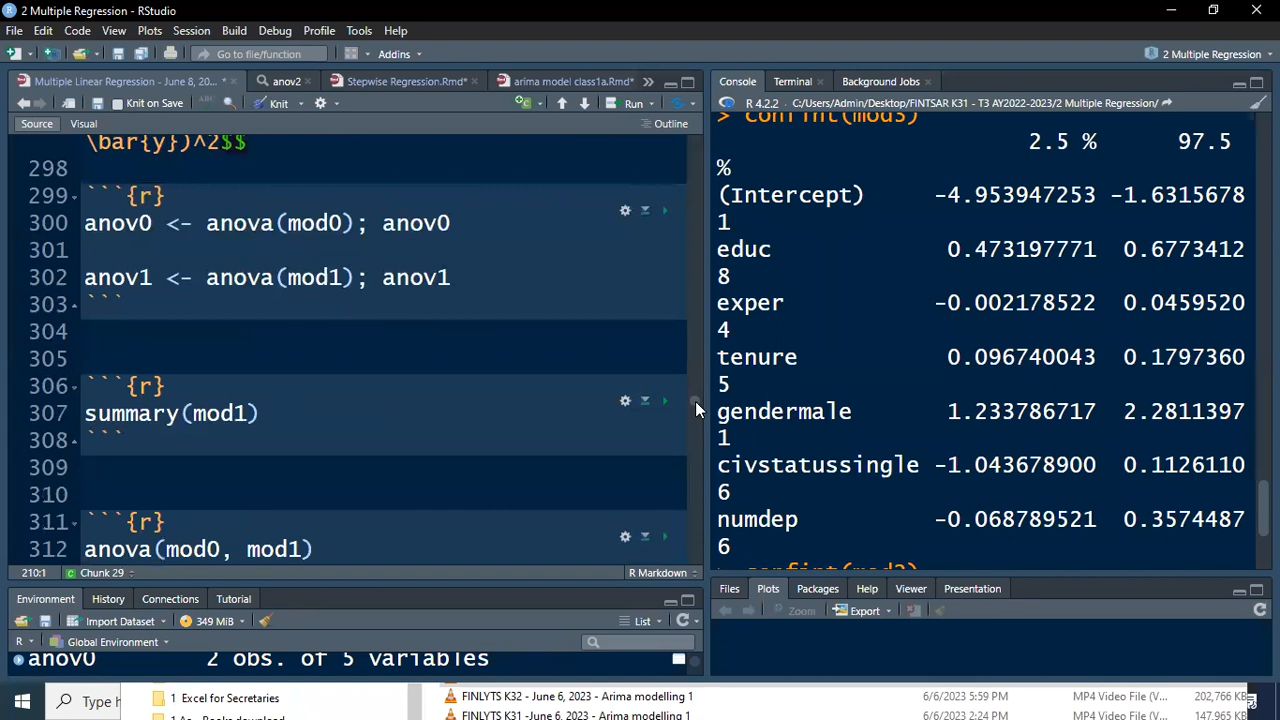 2 Multiple Regression - RStudio
File Edit Code View Plots Session Build Debug Profile Tools Help
Go to file/function Addins 2 Multiple Regression
Multiple Linear Regression - June 8, 20... anov2 Stepwise Regression.Rmd* arima model class1a.Rmd*
Knit on Save ABC Knit Run
Source Visual Outline
\bar{y})^2$$
298
299 ```{r}
300 anov0 <- anova(mod0); anov0
301
302 anov1 <- anova(mod1); anov1
303 ```
304
305
306 ```{r}
307 summary(mod1)
308 ```
309
310
311 ```{r}
312 anova(mod0, mod1)
210:1 Chunk 29 R Markdown
Environment History Connections Tutorial
Import Dataset 349 MiB List
R Global Environment
anov0 2 obs. of 5 variables
Console Terminal Background Jobs
R 4.2.2 . C:/Users/Admin/Desktop/FINTSAR K31 - T3 AY2022-2023/2 Multiple Regression/
> confint(mod3)
2.5 % 97.5
%
(Intercept) -4.953947253 -1.6315678
1
educ 0.473197771 0.6773412
8
exper -0.002178522 0.0459520
4
tenure 0.096740043 0.1797360
5
gendermale 1.233786717 2.2811397
1
civstatussingle -1.043678900 0.1126110
6
numdep -0.068789521 0.3574487
6
Files Plots Packages Help Viewer Presentation
Zoom Export
Type h
1 Excel for Secretaries
FINLYTS K32 - June 6, 2023 - Arima modelling 1 6/6/2023 5:59 PM MP4 Video File (V... 202,766 KB
FINLYTS K31 -June 6, 2023 - Arima modelling 1 6/6/2023 2:24 PM MP4 Video File (V... 147,965 KB